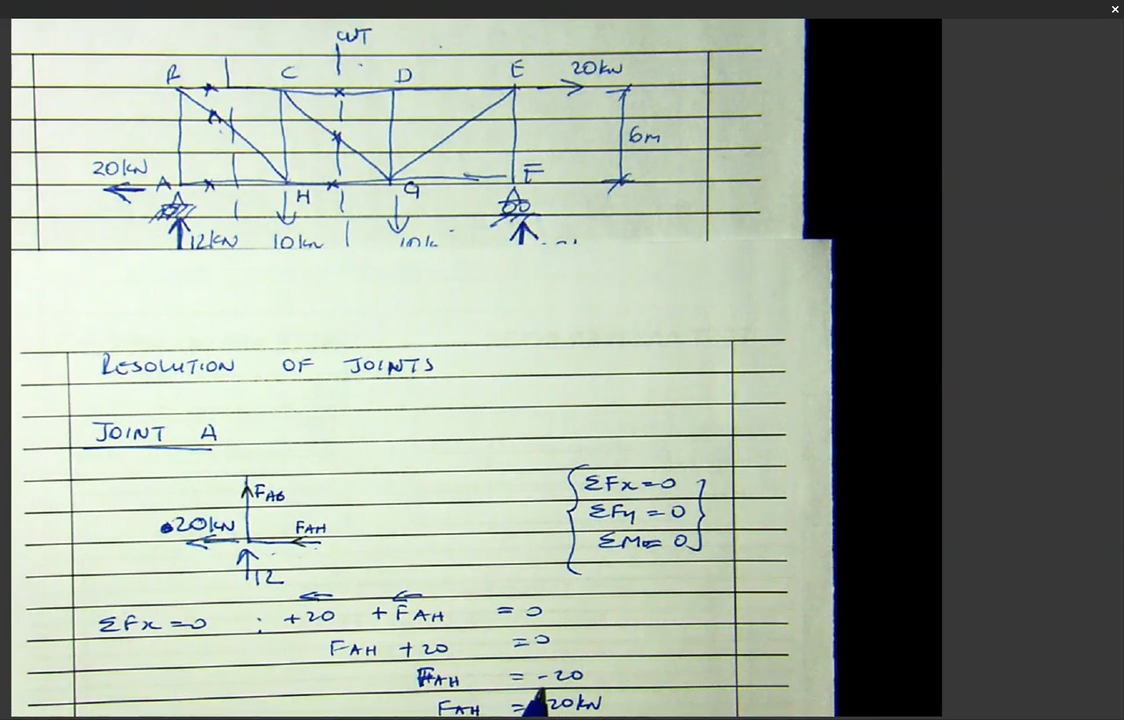 CUT
B C D E 20kN
6m
20kN A H G F
12kN 10kN 10k
RESOLUTION OF JOINTS
JOINT A
FAB
20kN FAH
12
ΣFx=0
ΣFy=0
ΣM=0
ΣFx=0 : +20 +FAH =0
FAH +20 =0
FAH = -20
FAH = 20kN